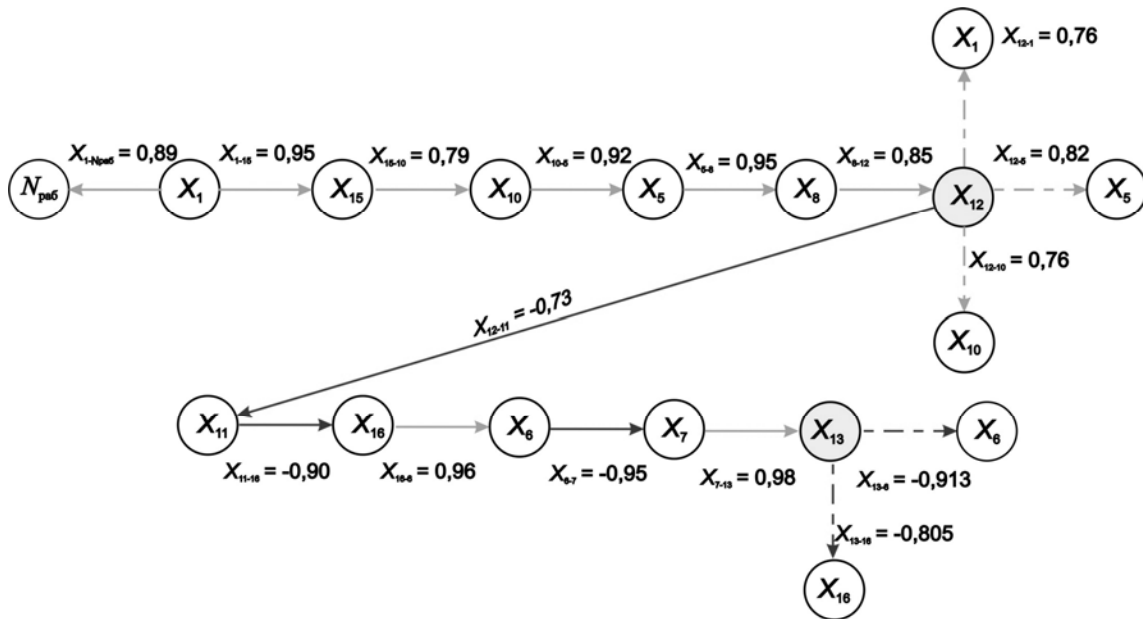 X₁ X₁₂₋₁ = 0,76
X₁₋Nраб = 0,89 X₁₋₁₅ = 0,95 X₁₅₋₁₀ = 0,79 X₁₀₋₅ = 0,92 X₅₋₈ = 0,95 X₈₋₁₂ = 0,85 X₁₂₋₅ = 0,82
Nраб X₁ X₁₅ X₁₀ X₅ X₈ X₁₂ X₅
X₁₂₋₁₀ = 0,76
X₁₂₋₁₁ = -0,73
X₁₀
X₁₁ X₁₆ X₆ X₇ X₁₃ X₆
X₁₁₋₁₆ = -0,90 X₁₆₋₆ = 0,96 X₆₋₇ = -0,95 X₇₋₁₃ = 0,98 X₁₃₋₆ = -0,913
X₁₃₋₁₆ = -0,805
X₁₆